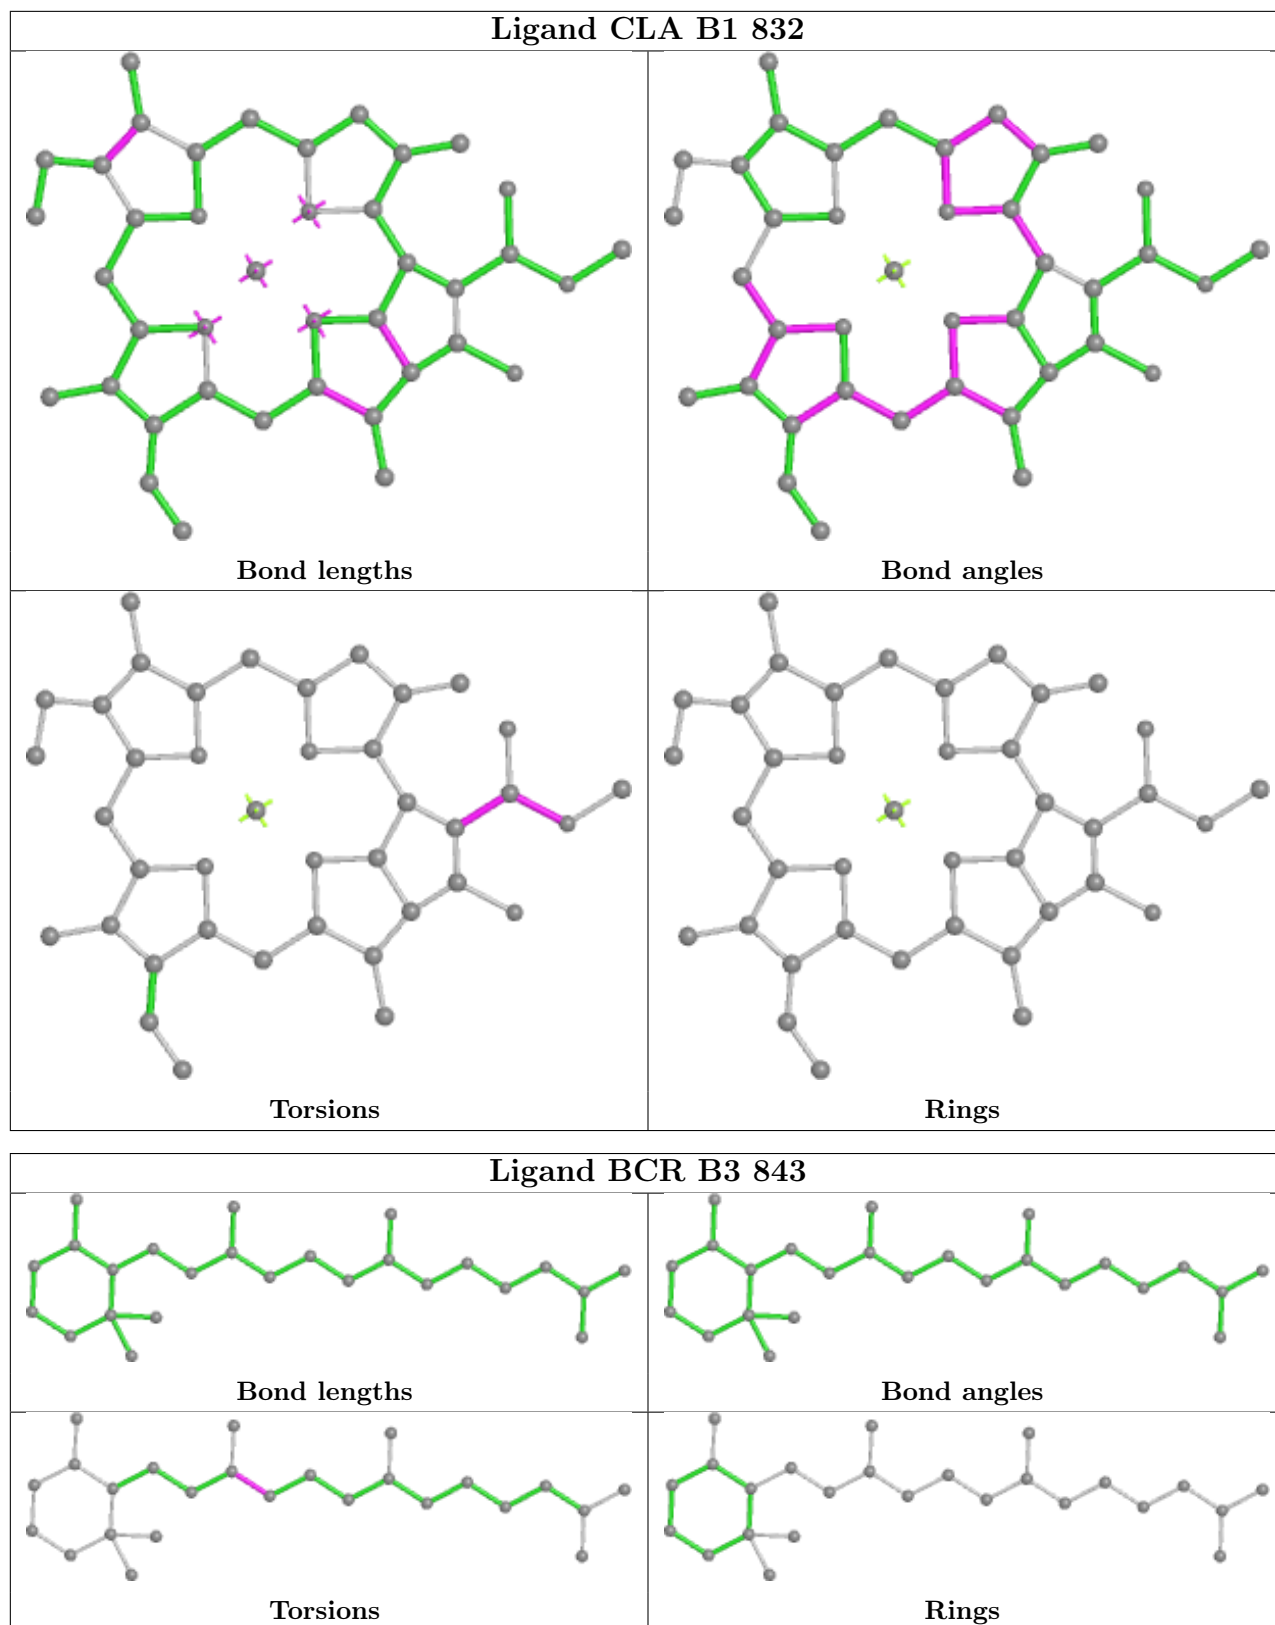 Ligand CLA B1 832
Bond lengths
Bond angles
Torsions
Rings
Ligand BCR B3 843
Bond lengths
Bond angles
Torsions
Rings